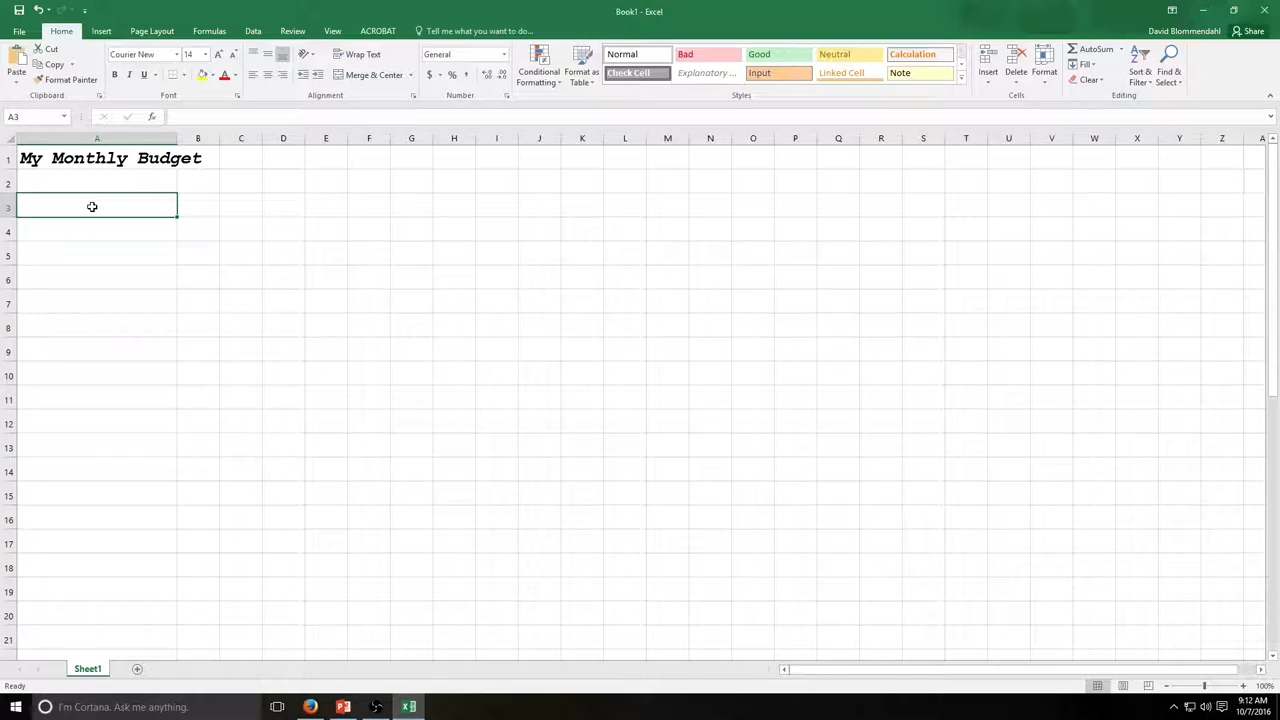 Book1 - Excel
File Home Insert Page Layout Formulas Data Review View ACROBAT Tell me what you want to do... David Blommendahl Share
Cut Courier New 14 Wrap Text General Normal Bad Good Neutral Calculation AutoSum
Paste Copy Conditional Format as Insert Delete Format Fill Sort & Find &
Format Painter B I U Merge & Center $ % Formatting Table Check Cell Explanatory ... Input Linked Cell Note Clear Filter Select
Clipboard Font Alignment Number Styles Cells Editing
A3 fx
A B C D E F G H I J K L M N O P Q R S T U V W X Y Z A
1 My Monthly Budget
2
3
4
5
6
7
8
9
10
11
12
13
14
15
16
17
18
19
20
21
Sheet1
Ready 100%
I'm Cortana. Ask me anything. 9:12 AM
10/7/2016